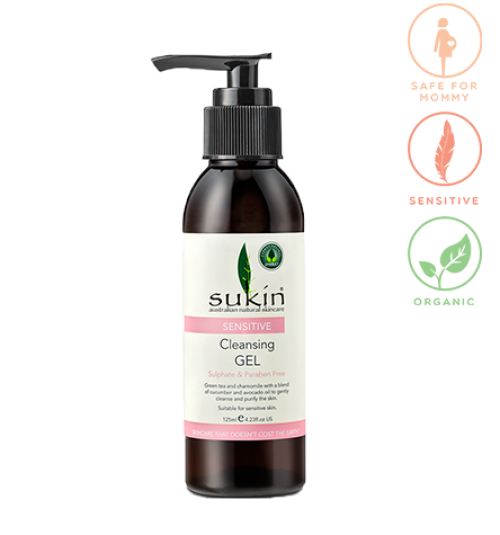 SAFE FOR
MOMMY
SENSITIVE
ORGANIC
sukin®
australian natural skincare
SENSITIVE
Cleansing
GEL
Sulphate & Paraben Free
Green tea and chamomile with a blend
of cucumber and avocado oil to gently
cleanse and purify the skin.
Suitable for sensitive skin.
125ml ℮ 4.23fl.oz US
SKINCARE THAT DOESN'T COST THE EARTH